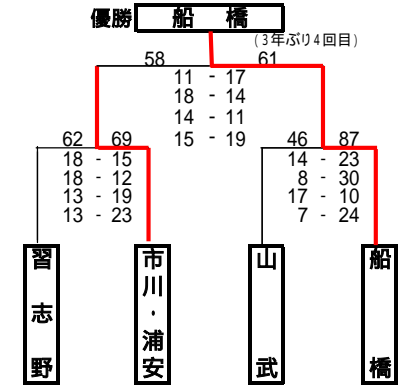 優勝 船橋
(3年ぶり4回目)
58 61
11 - 17
18 - 14
14 - 11
15 - 19
62 69 46 87
18 - 15 14 - 23
18 - 12 8 - 30
13 - 19 17 - 10
13 - 23 7 - 24
習志野
市川・浦安
山武
船橋